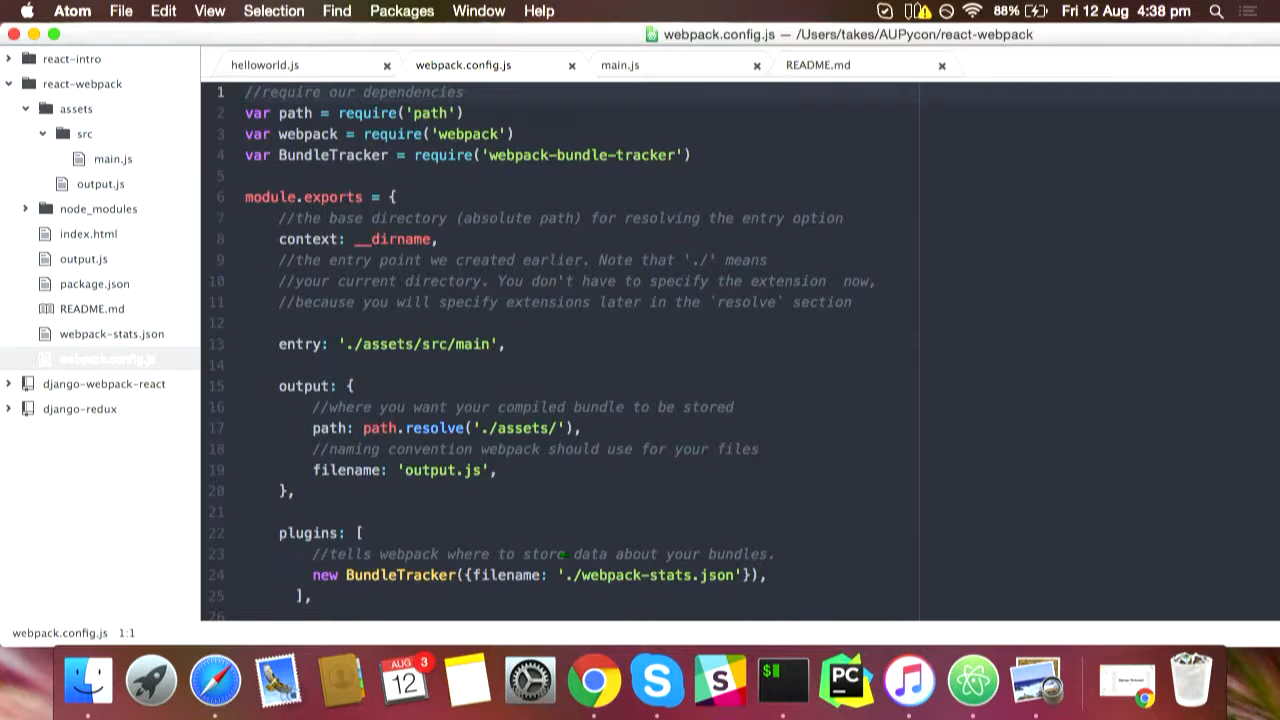 Atom File Edit View Selection Find Packages Window Help 88% Fri 12 Aug 4:38 pm
webpack.config.js — /Users/takes/AUPycon/react-webpack
react-intro
react-webpack
assets
src
main.js
output.js
node_modules
index.html
output.js
package.json
README.md
webpack-stats.json
webpack.config.js
django-webpack-react
django-redux
helloworld.js webpack.config.js main.js README.md
1 //require our dependencies
2 var path = require('path')
3 var webpack = require('webpack')
4 var BundleTracker = require('webpack-bundle-tracker')
5
6 module.exports = {
7 //the base directory (absolute path) for resolving the entry option
8 context: __dirname,
9 //the entry point we created earlier. Note that './' means
10 //your current directory. You don't have to specify the extension  now,
11 //because you will specify extensions later in the `resolve` section
12
13 entry: './assets/src/main',
14
15 output: {
16 //where you want your compiled bundle to be stored
17 path: path.resolve('./assets/'),
18 //naming convention webpack should use for your files
19 filename: 'output.js',
20 },
21
22 plugins: [
23 //tells webpack where to store data about your bundles.
24 new BundleTracker({filename: './webpack-stats.json'}),
25 ],
26
webpack.config.js 1:1
AUG 3
12
$
S
S
PC